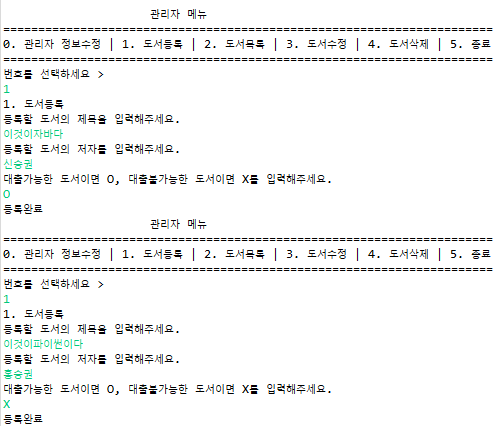 관리자 메뉴
======================================================================
0. 관리자 정보수정 | 1. 도서등록 | 2. 도서목록 | 3. 도서수정 | 4. 도서삭제 | 5. 종료
======================================================================
번호를 선택하세요 >
1
1. 도서등록
등록할 도서의 제목을 입력해주세요.
이것이자바다
등록할 도서의 저자를 입력해주세요.
신승권
대출가능한 도서이면 O, 대출불가능한 도서이면 X를 입력해주세요.
O
등록완료
관리자 메뉴
======================================================================
0. 관리자 정보수정 | 1. 도서등록 | 2. 도서목록 | 3. 도서수정 | 4. 도서삭제 | 5. 종료
======================================================================
번호를 선택하세요 >
1
1. 도서등록
등록할 도서의 제목을 입력해주세요.
이것이파이썬이다
등록할 도서의 저자를 입력해주세요.
홍승권
대출가능한 도서이면 O, 대출불가능한 도서이면 X를 입력해주세요.
X
등록완료